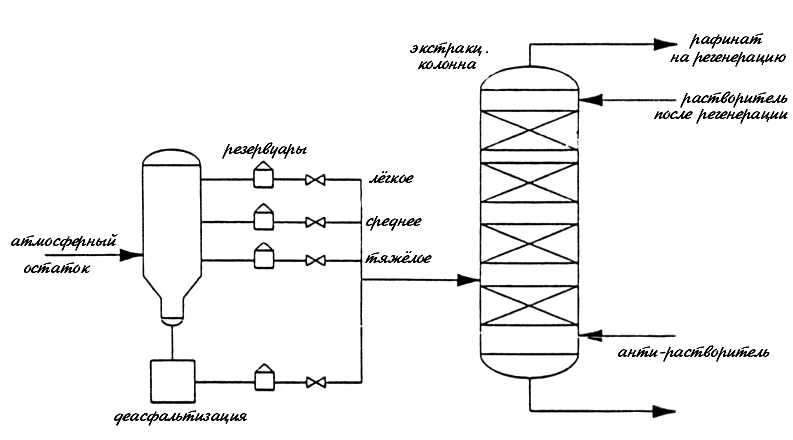 экстракц.
колонна
рафинат
на регенерацию
растворитель
после регенерации
резервуары
лёгкое
среднее
тяжёлое
атмосферный
остаток
анти-растворитель
деасфальтизация